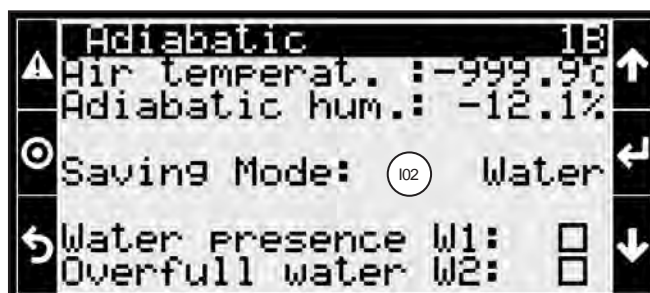 Adiabatic 1B
Air temperat. :-999.9°c
Adiabatic hum.: -12.1%
Saving Mode: I02 Water
Water presence W1: □
Overfull water W2: □